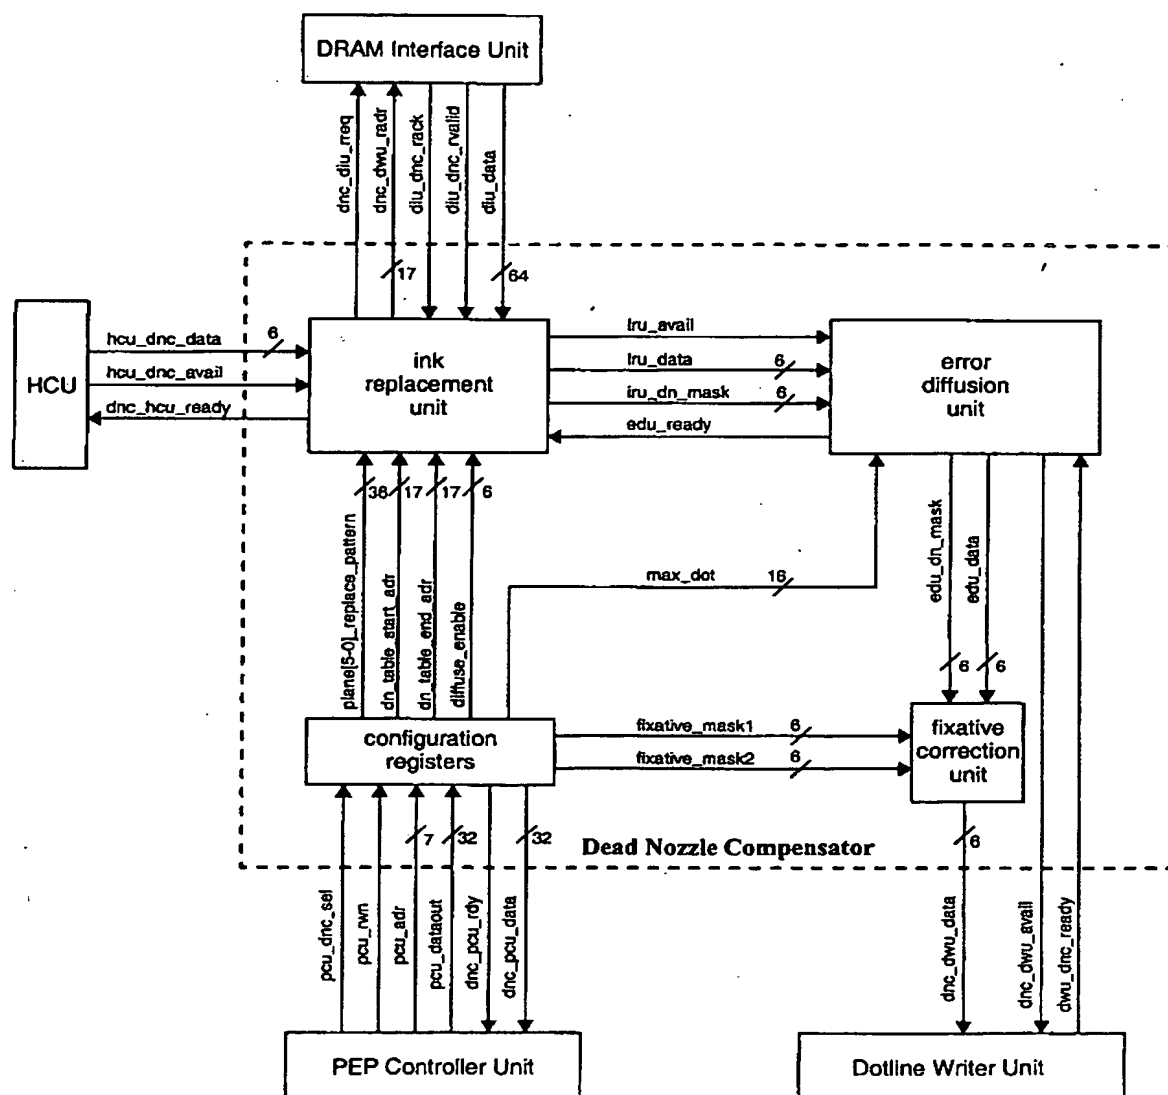 DRAM Interface Unit
dnc_diu_rreq
dnc_dwu_radr
diu_dnc_rack
diu_dnc_rvalid
diu_data
17
64
HCU
hcu_dnc_data
6
hcu_dnc_avail
dnc_hcu_ready
ink
replacement
unit
iru_avail
iru_data
6
iru_dn_mask
6
edu_ready
error
diffusion
unit
36
17
17
6
plane[5-0]_replace_pattern
dn_table_start_adr
dn_table_end_adr
diffuse_enable
max_dot
16
edu_dn_mask
edu_data
6
6
configuration
registers
fixative_mask1
6
fixative_mask2
6
fixative
correction
unit
7
32
32
Dead Nozzle Compensator
6
pcu_dnc_sel
pcu_rwn
pcu_adr
pcu_dataout
dnc_pcu_rdy
dnc_pcu_data
dnc_dwu_data
dnc_dwu_avail
dwu_dnc_ready
PEP Controller Unit
Dotline Writer Unit